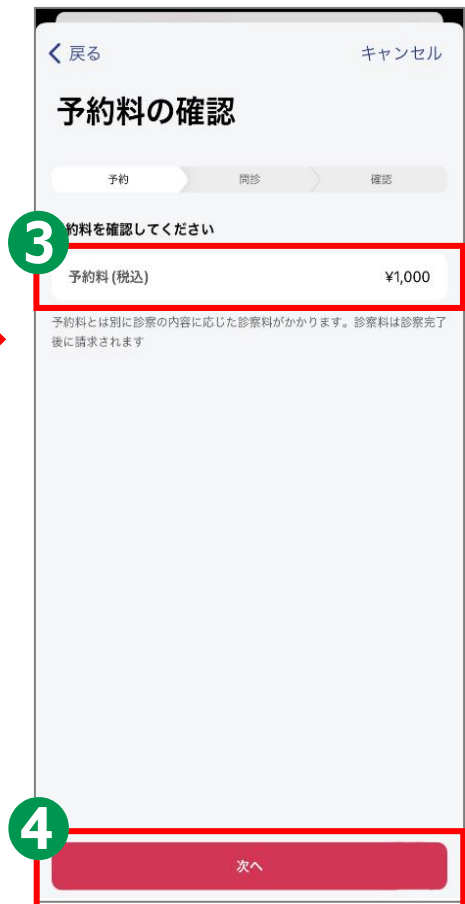 戻る キャンセル
予約料の確認
予約 問診 確認
3
約料を確認してください
予約料 (税込) ¥1,000
予約料とは別に診察の内容に応じた診察料がかかります。診察料は診察完了
後に請求されます
4
次へ